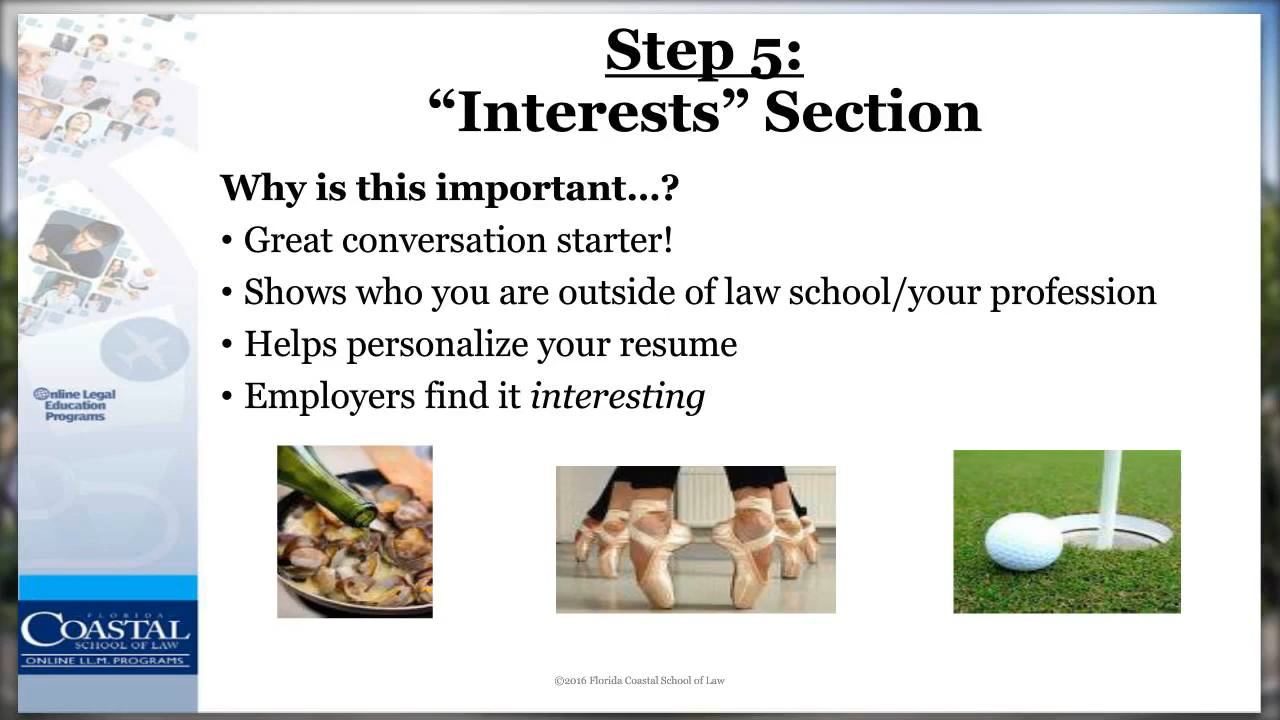 Step 5:
“Interests” Section
Why is this important…?
• Great conversation starter!
• Shows who you are outside of law school/your profession
• Helps personalize your resume
• Employers find it interesting
Online Legal
Education
Programs
FLORIDA
COASTAL
SCHOOL OF LAW
ONLINE LL.M. PROGRAMS
©2016 Florida Coastal School of Law